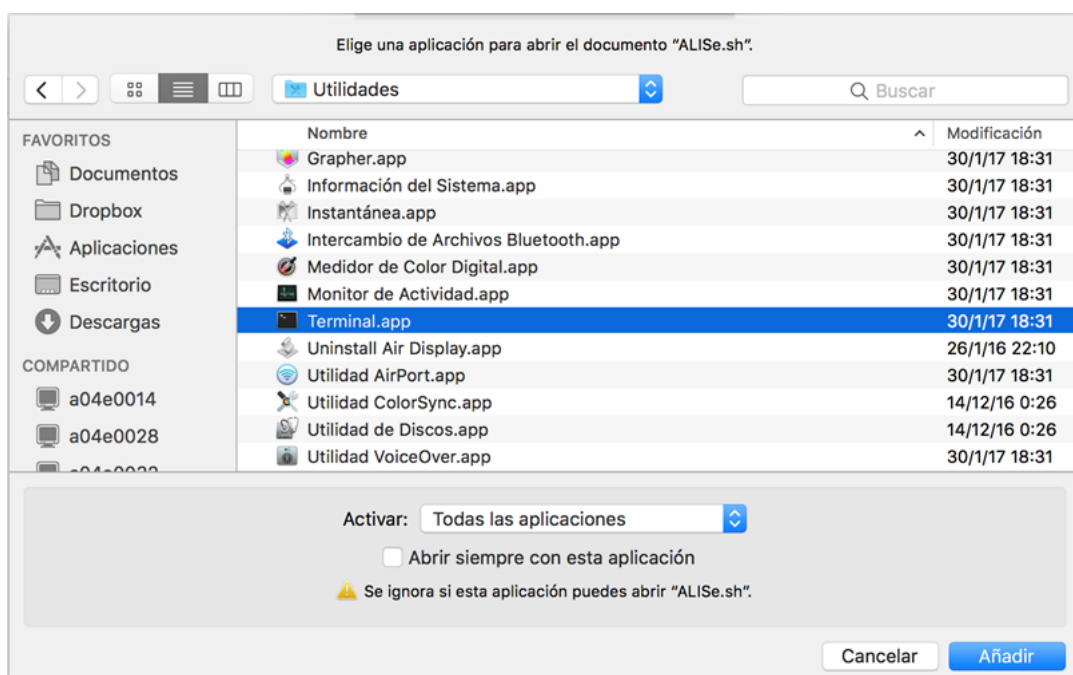 Elige una aplicación para abrir el documento “ALISe.sh”.
Utilidades
Buscar
FAVORITOS
Documentos
Dropbox
Aplicaciones
Escritorio
Descargas
COMPARTIDO
a04e0014
a04e0028
Nombre Modificación
Grapher.app 30/1/17 18:31
Información del Sistema.app 30/1/17 18:31
Instantánea.app 30/1/17 18:31
Intercambio de Archivos Bluetooth.app 30/1/17 18:31
Medidor de Color Digital.app 30/1/17 18:31
Monitor de Actividad.app 30/1/17 18:31
Terminal.app 30/1/17 18:31
Uninstall Air Display.app 26/1/16 22:10
Utilidad AirPort.app 30/1/17 18:31
Utilidad ColorSync.app 14/12/16 0:26
Utilidad de Discos.app 14/12/16 0:26
Utilidad VoiceOver.app 30/1/17 18:31
Activar: Todas las aplicaciones
Abrir siempre con esta aplicación
Se ignora si esta aplicación puedes abrir “ALISe.sh”.
Cancelar
Añadir